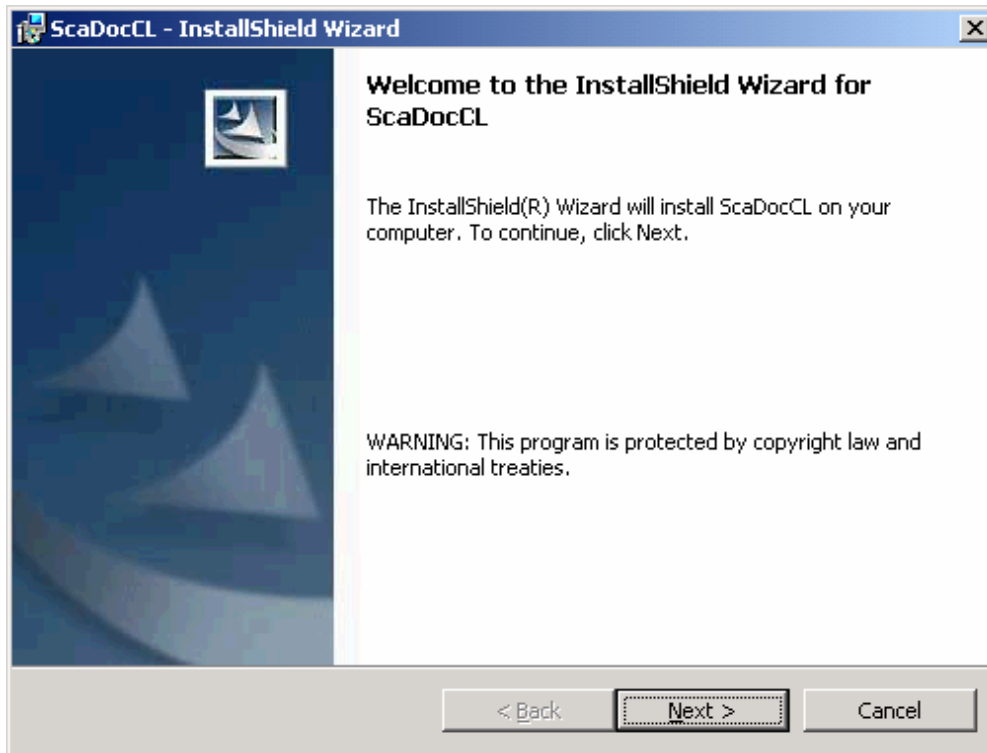 ScaDocCL - InstallShield Wizard
Welcome to the InstallShield Wizard for
ScaDocCL
The InstallShield(R) Wizard will install ScaDocCL on your
computer. To continue, click Next.
WARNING: This program is protected by copyright law and
international treaties.
< Back Next > Cancel